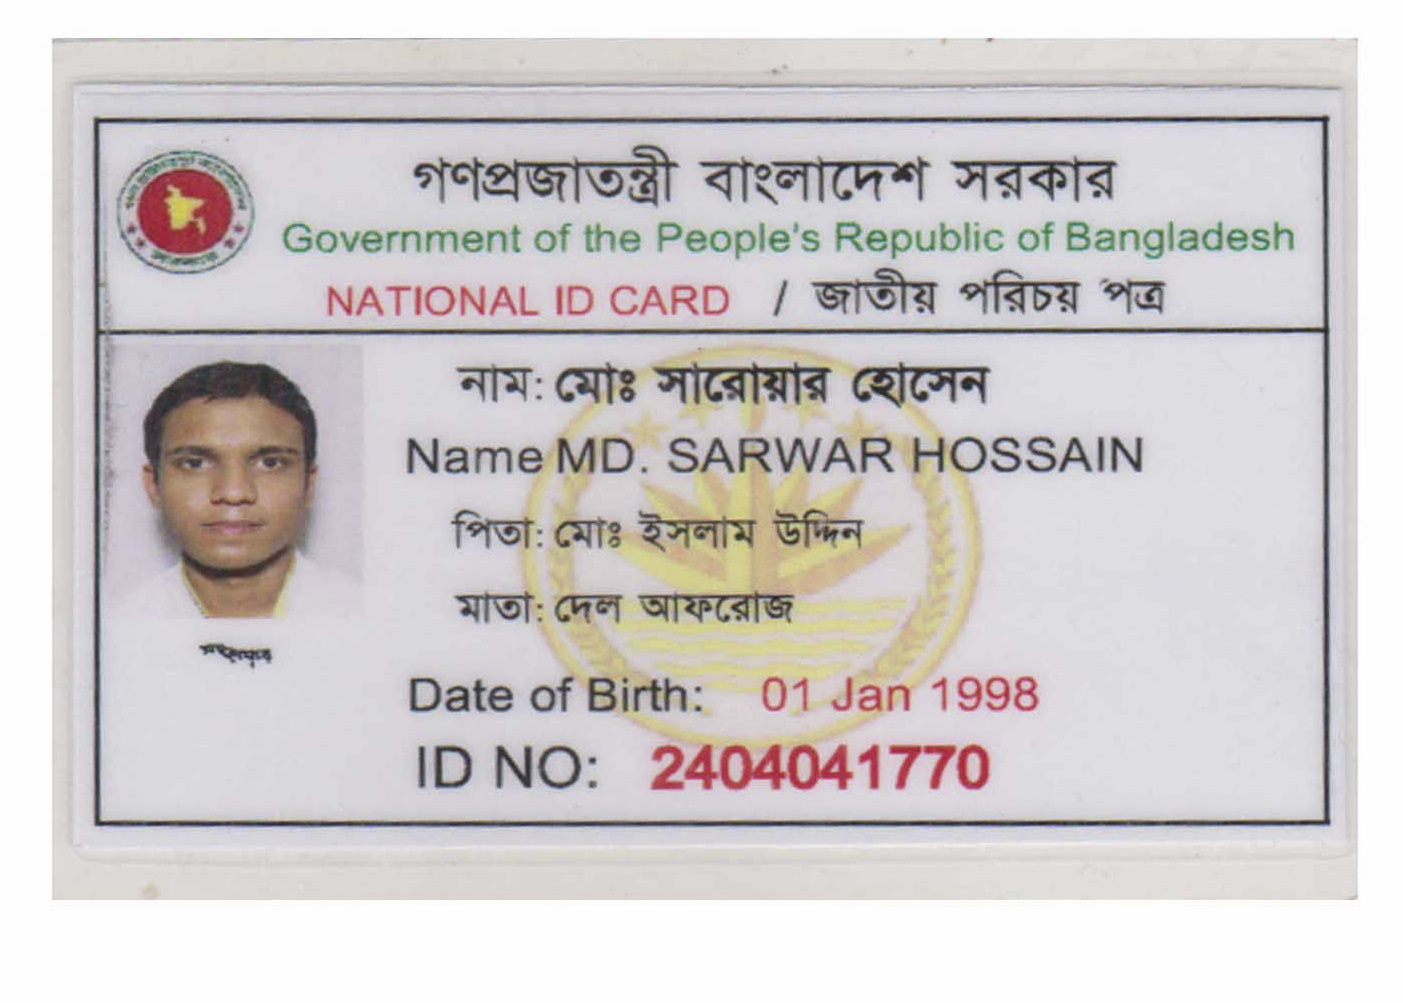 গণপ্রজাতন্ত্রী বাংলাদেশ সরকার
Government of the People's Republic of Bangladesh
NATIONAL ID CARD / জাতীয় পরিচয় পত্র
নাম: মোঃ সারোয়ার হোসেন
Name MD. SARWAR HOSSAIN
পিতা: মোঃ ইসলাম উদ্দিন
মাতা: দেল আফরোজ
Date of Birth: 01 Jan 1998
ID NO: 2404041770